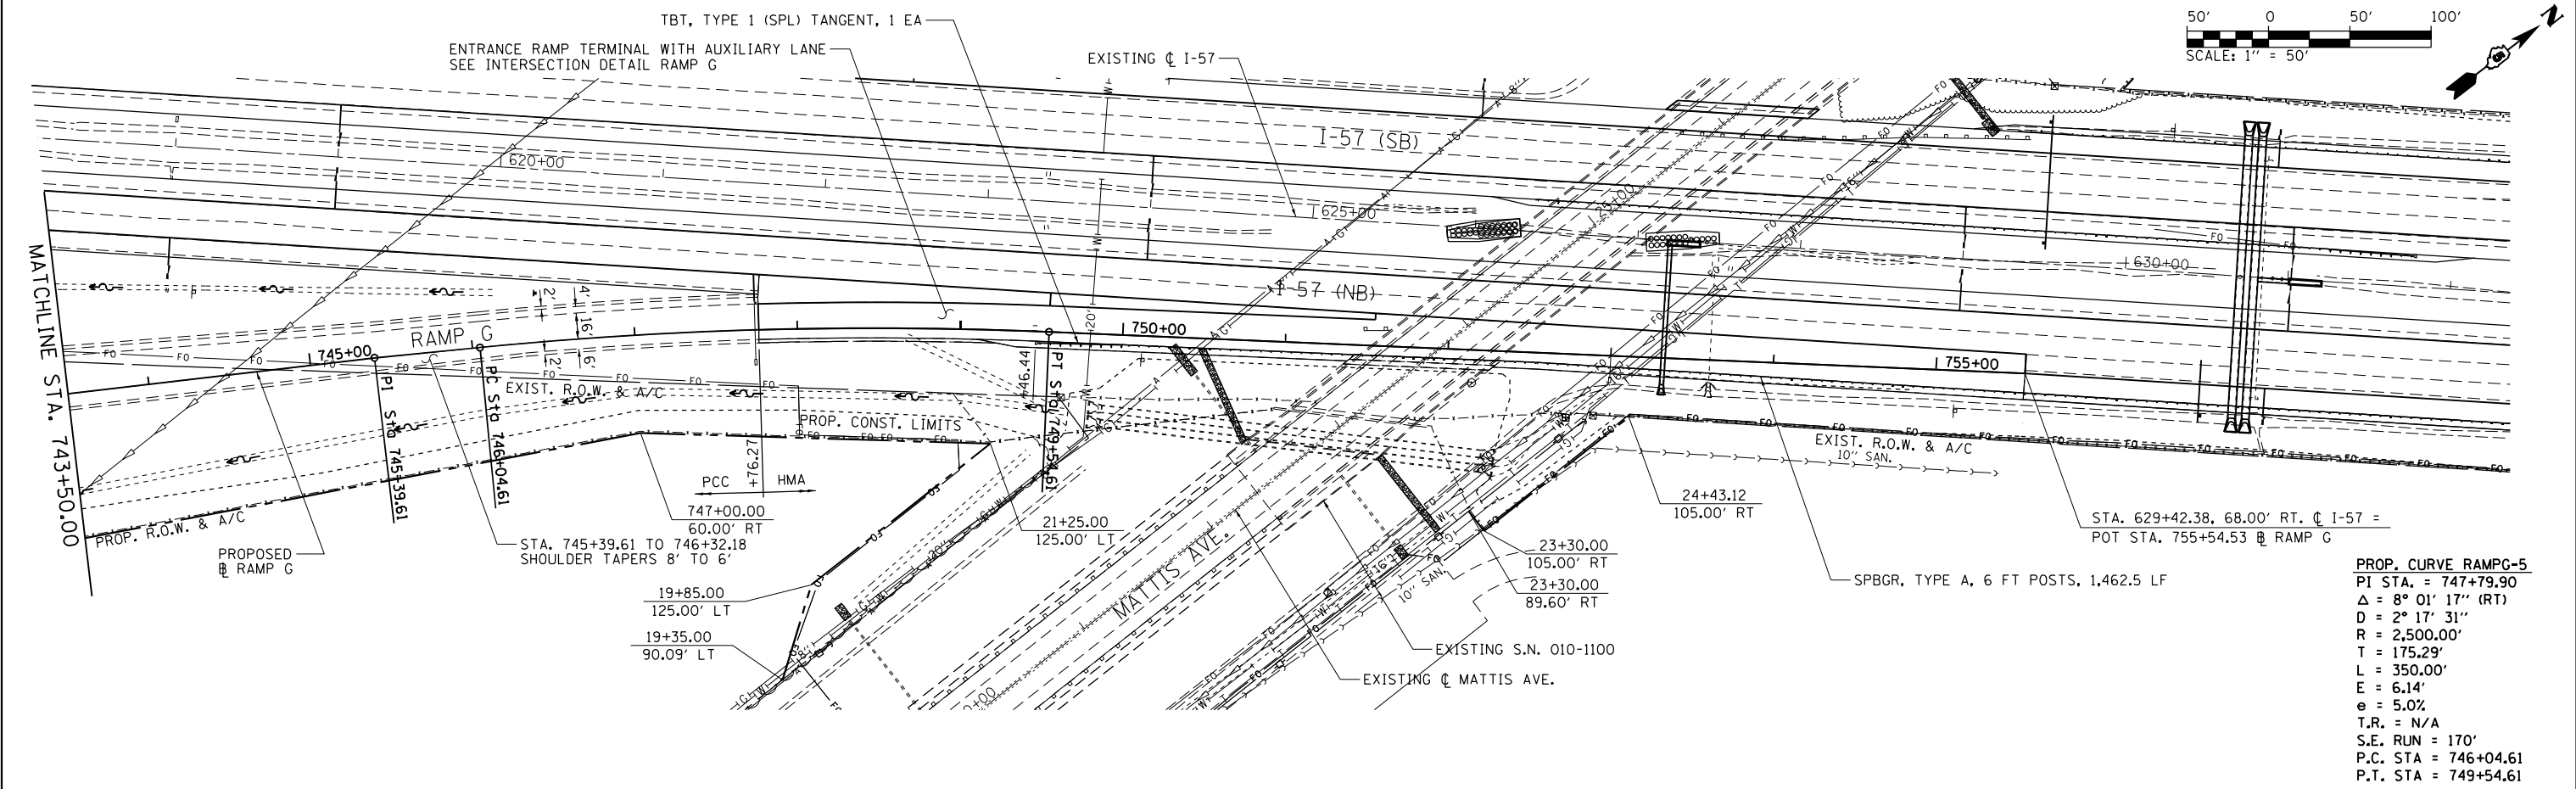 TBT, TYPE 1 (SPL) TANGENT, 1 EA
ENTRANCE RAMP TERMINAL WITH AUXILIARY LANE
SEE INTERSECTION DETAIL RAMP G
EXISTING ℄ I-57
50' 0 50' 100'
SCALE: 1" = 50'
N
I-57 (SB)
620+00
625+00
25+00
630+00
I-57 (NB)
MATCHLINE STA. 743+50.00
RAMP G
2'
4'
16'
2'
6'
745+00
750+00
755+00
PI Sta 745+39.61
PC Sta 746+04.61
PT Sta 749+54.61
+46.44
120'
EXIST. R.O.W. & A/C
PROP. CONST. LIMITS
+76.27
PCC HMA
747+00.00
60.00' RT
PROP. R.O.W. & A/C
PROPOSED
B RAMP G
STA. 745+39.61 TO 746+32.18
SHOULDER TAPERS 8' TO 6'
21+25.00
125.00' LT
19+85.00
125.00' LT
19+35.00
90.09' LT
MATTIS AVE.
24+43.12
105.00' RT
23+30.00
105.00' RT
23+30.00
89.60' RT
10" SAN.
EXIST. R.O.W. & A/C
10" SAN.
EXISTING S.N. 010-1100
EXISTING ℄ MATTIS AVE.
SPBGR, TYPE A, 6 FT POSTS, 1,462.5 LF
STA. 629+42.38, 68.00' RT. ℄ I-57 =
POT STA. 755+54.53 B RAMP G
PROP. CURVE RAMPG-5
PI STA. = 747+79.90
Δ = 8° 01' 17" (RT)
D = 2° 17' 31"
R = 2,500.00'
T = 175.29'
L = 350.00'
E = 6.14'
e = 5.0%
T.R. = N/A
S.E. RUN = 170'
P.C. STA = 746+04.61
P.T. STA = 749+54.61